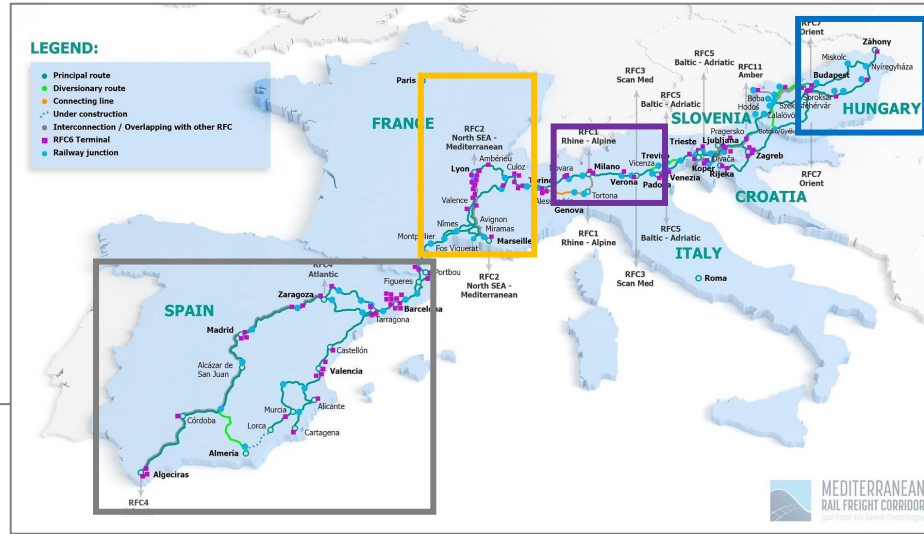 LEGEND:
Principal route
Diversionary route
Connecting line
Under construction
Interconnection / Overlapping with other RFC
RFC6 Terminal
Railway junction
RFC7
Orient
Záhony
Miskolc
Nyíregyháza
Budapest
Soroksár
HUNGARY
RFC5
Baltic - Adriatic
RFC11
Amber
Boba
Hodoš
Székesfehérvár
Zalalövő
RFC3
Scan Med
RFC5
Baltic - Adriatic
SLOVENIA
Pragersko
Ljubljana
Zagreb
Trieste
Divača
Koper
Rijeka
RFC7
Orient
CROATIA
Paris
FRANCE
RFC2
North SEA -
Mediterranean
Ambérieu
Lyon
Culoz
Valence
Torino
RFC1
Rhine - Alpine
Novara
Milano
Vicenza
Treviso
Verona
Padova
Venezia
Tortona
Genova
Nîmes
Avignon
Miramas
Montpellier
Fos Viguerat
Marseille
RFC2
North SEA -
Mediterranean
RFC1
Rhine - Alpine
RFC5
Baltic - Adriatic
RFC3
Scan Med
ITALY
Roma
RFC4
Atlantic
Portbou
Figueres
SPAIN
Zaragoza
Barcelona
Tarragona
Madrid
Castellón
Alcázar de
San Juan
Valencia
Murcia
Alicante
Córdoba
Lorca
Cartagena
Almería
Algeciras
RFC4
MEDITERRANEAN
RAIL FREIGHT CORRIDOR